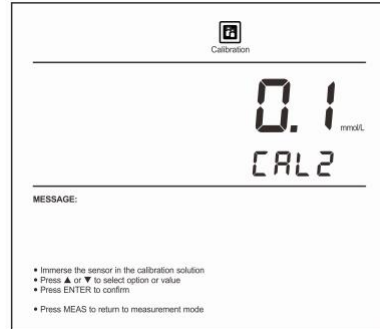 Calibration
0.1 mmol/L
CAL2
MESSAGE:
• Immerse the sensor in the calibration solution
• Press ▲ or ▼ to select option or value
• Press ENTER to confirm
• Press MEAS to return to measurement mode